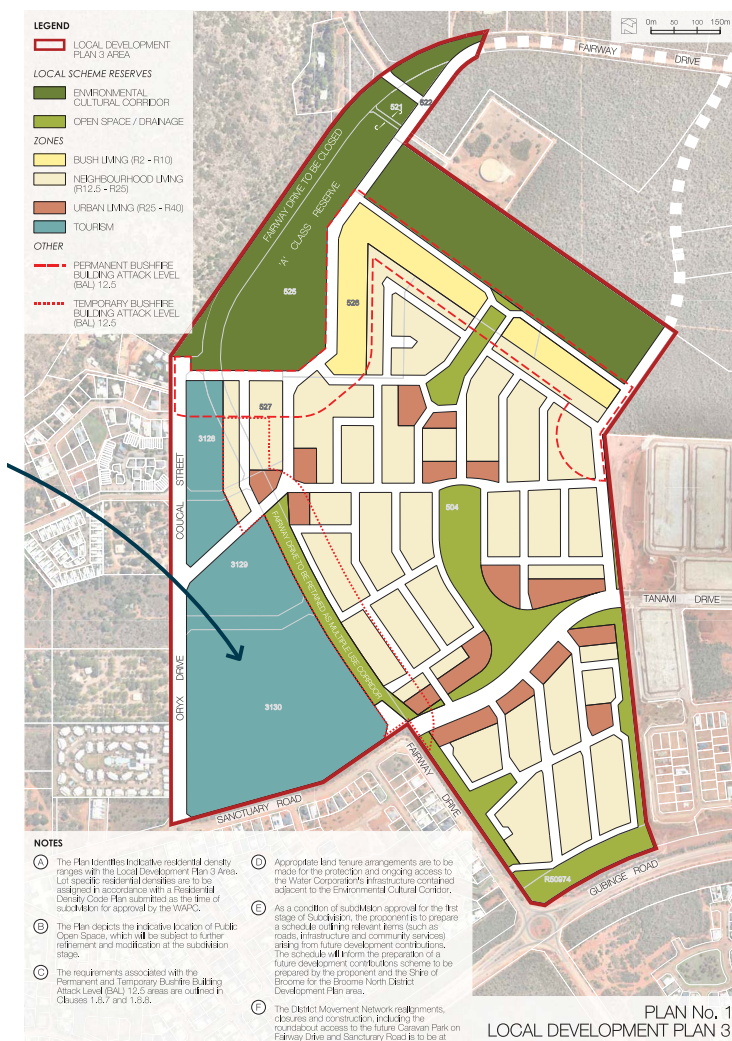 LEGEND
LOCAL DEVELOPMENT
PLAN 3 AREA
LOCAL SCHEME RESERVES
ENVIRONMENTAL
CULTURAL CORRIDOR
OPEN SPACE / DRAINAGE
ZONES
BUSH LIVING (R2 - R10)
NEIGHBOURHOOD LIVING
(R12.5 - R25)
URBAN LIVING (R25 - R40)
TOURISM
OTHER
PERMANENT BUSHFIRE
BUILDING ATTACK LEVEL
(BAL) 12.5
TEMPORARY BUSHFIRE
BUILDING ATTACK LEVEL
(BAL) 12.5
0m 50 100 150m
FAIRWAY DRIVE
521
522
FAIRWAY DRIVE TO BE CLOSED
'A' CLASS RESERVE
525
526
527
3128
COUCAL STREET
504
3129
FAIRWAY DRIVE TO BE RETAINED AS MULTIPLE USE CORRIDOR
TANAMI DRIVE
ORYX DRIVE
3130
FAIRWAY DRIVE
SANCTUARY ROAD
R50974
GUBINGE ROAD
NOTES
A The Plan Identifies Indicative residential density
ranges with the Local Development Plan 3 Area.
Lot specific residential densities are to be
assigned in accordance with a Residential
Density Code Plan submitted as the time of
subdivision for approval by the WAPC.
B The Plan depicts the indicative location of Public
Open Space, which will be subject to further
refinement and modification at the subdivision
stage.
C The requirements associated with the
Permanent and Temporary Bushfire Building
Attack Level (BAL) 12.5 areas are outlined in
Clauses 1.8.7 and 1.8.8.
D Appropriate land tenure arrangements are to be
made for the protection and ongoing access to
the Water Corporation's infrastructure contained
adjacent to the Environmental Cultural Corridor.
E As a condition of subdivision approval for the first
stage of Subdivision, the proponent is to prepare
a schedule outlining relevant items (such as
roads, infrastructure and community services)
arising from future development contributions.
The schedule will inform the preparation of a
future development contributions scheme to be
prepared by the proponent and the Shire of
Broome for the Broome North District
Development Plan area.
F The District Movement Network realignments,
closures and construction, including the
roundabout access to the future Caravan Park on
Fairway Drive and Sancturary Road is to be at
PLAN No. 1
LOCAL DEVELOPMENT PLAN 3